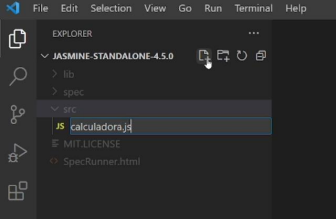 File Edit Selection View Go Run Terminal Help
EXPLORER ...
JASMINE-STANDALONE-4.5.0
lib
spec
src
JS calculadora.js
MIT.LICENSE
<> SpecRunner.html